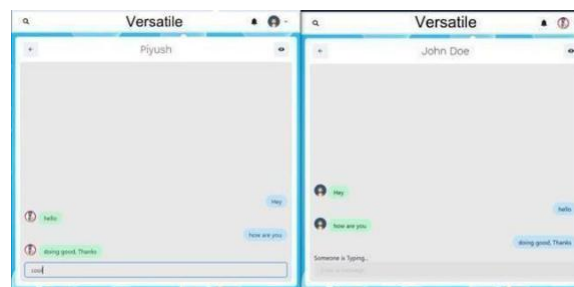 Versatile
Piyush
Hey
hello
how are you
doing good, Thanks
cool
Versatile
John Doe
Hey
hello
how are you
doing good, Thanks
Someone is Typing..